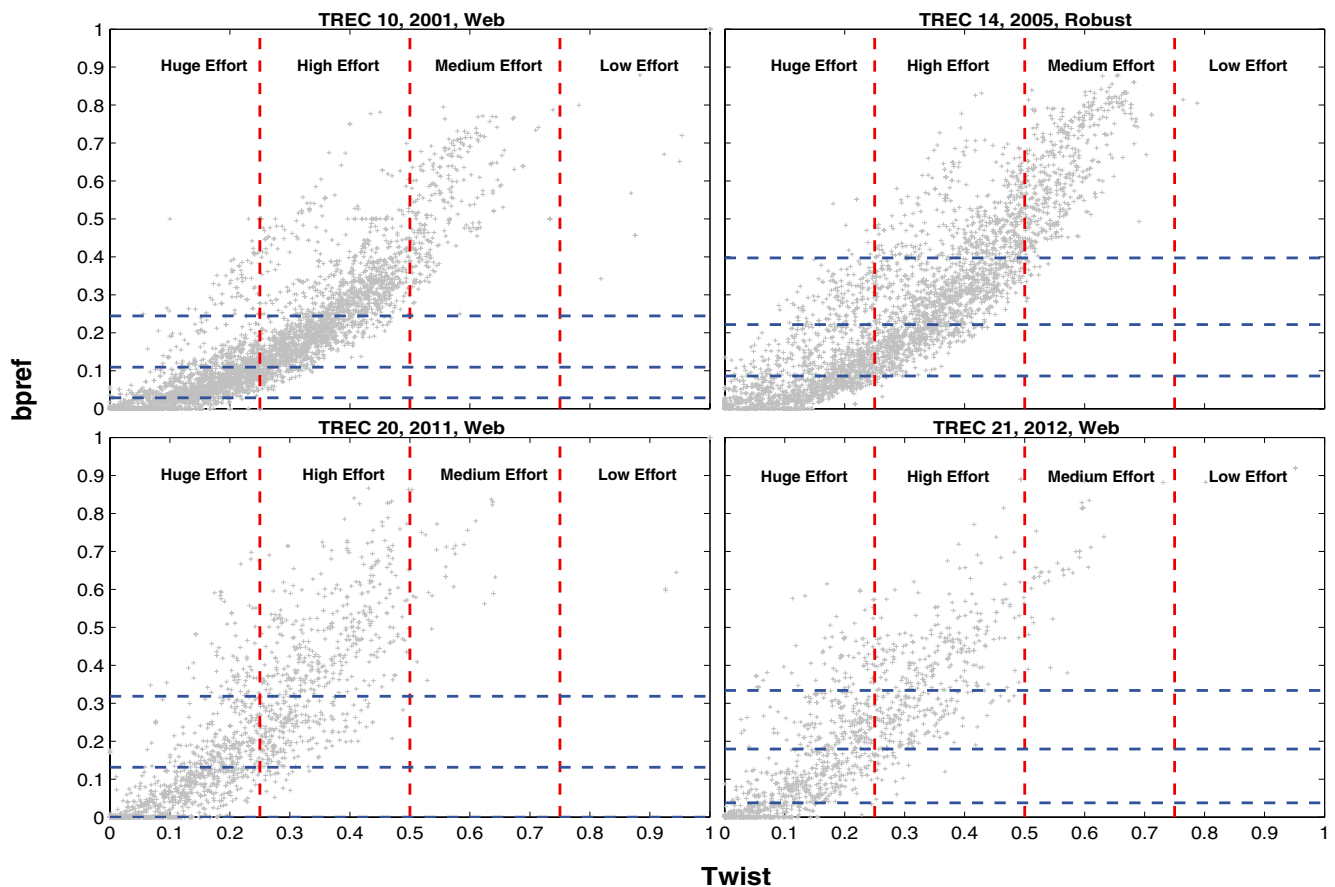 TREC 10, 2001, Web
TREC 14, 2005, Robust
1
0.9
0.8
0.7
0.6
0.5
0.4
0.3
0.2
0.1
0
Huge Effort
High Effort
Medium Effort
Low Effort
Huge Effort
High Effort
Medium Effort
Low Effort
bpref
TREC 20, 2011, Web
TREC 21, 2012, Web
1
0.9
0.8
0.7
0.6
0.5
0.4
0.3
0.2
0.1
0
Huge Effort
High Effort
Medium Effort
Low Effort
Huge Effort
High Effort
Medium Effort
Low Effort
0 0.1 0.2 0.3 0.4 0.5 0.6 0.7 0.8 0.9 1
0 0.1 0.2 0.3 0.4 0.5 0.6 0.7 0.8 0.9 1
Twist